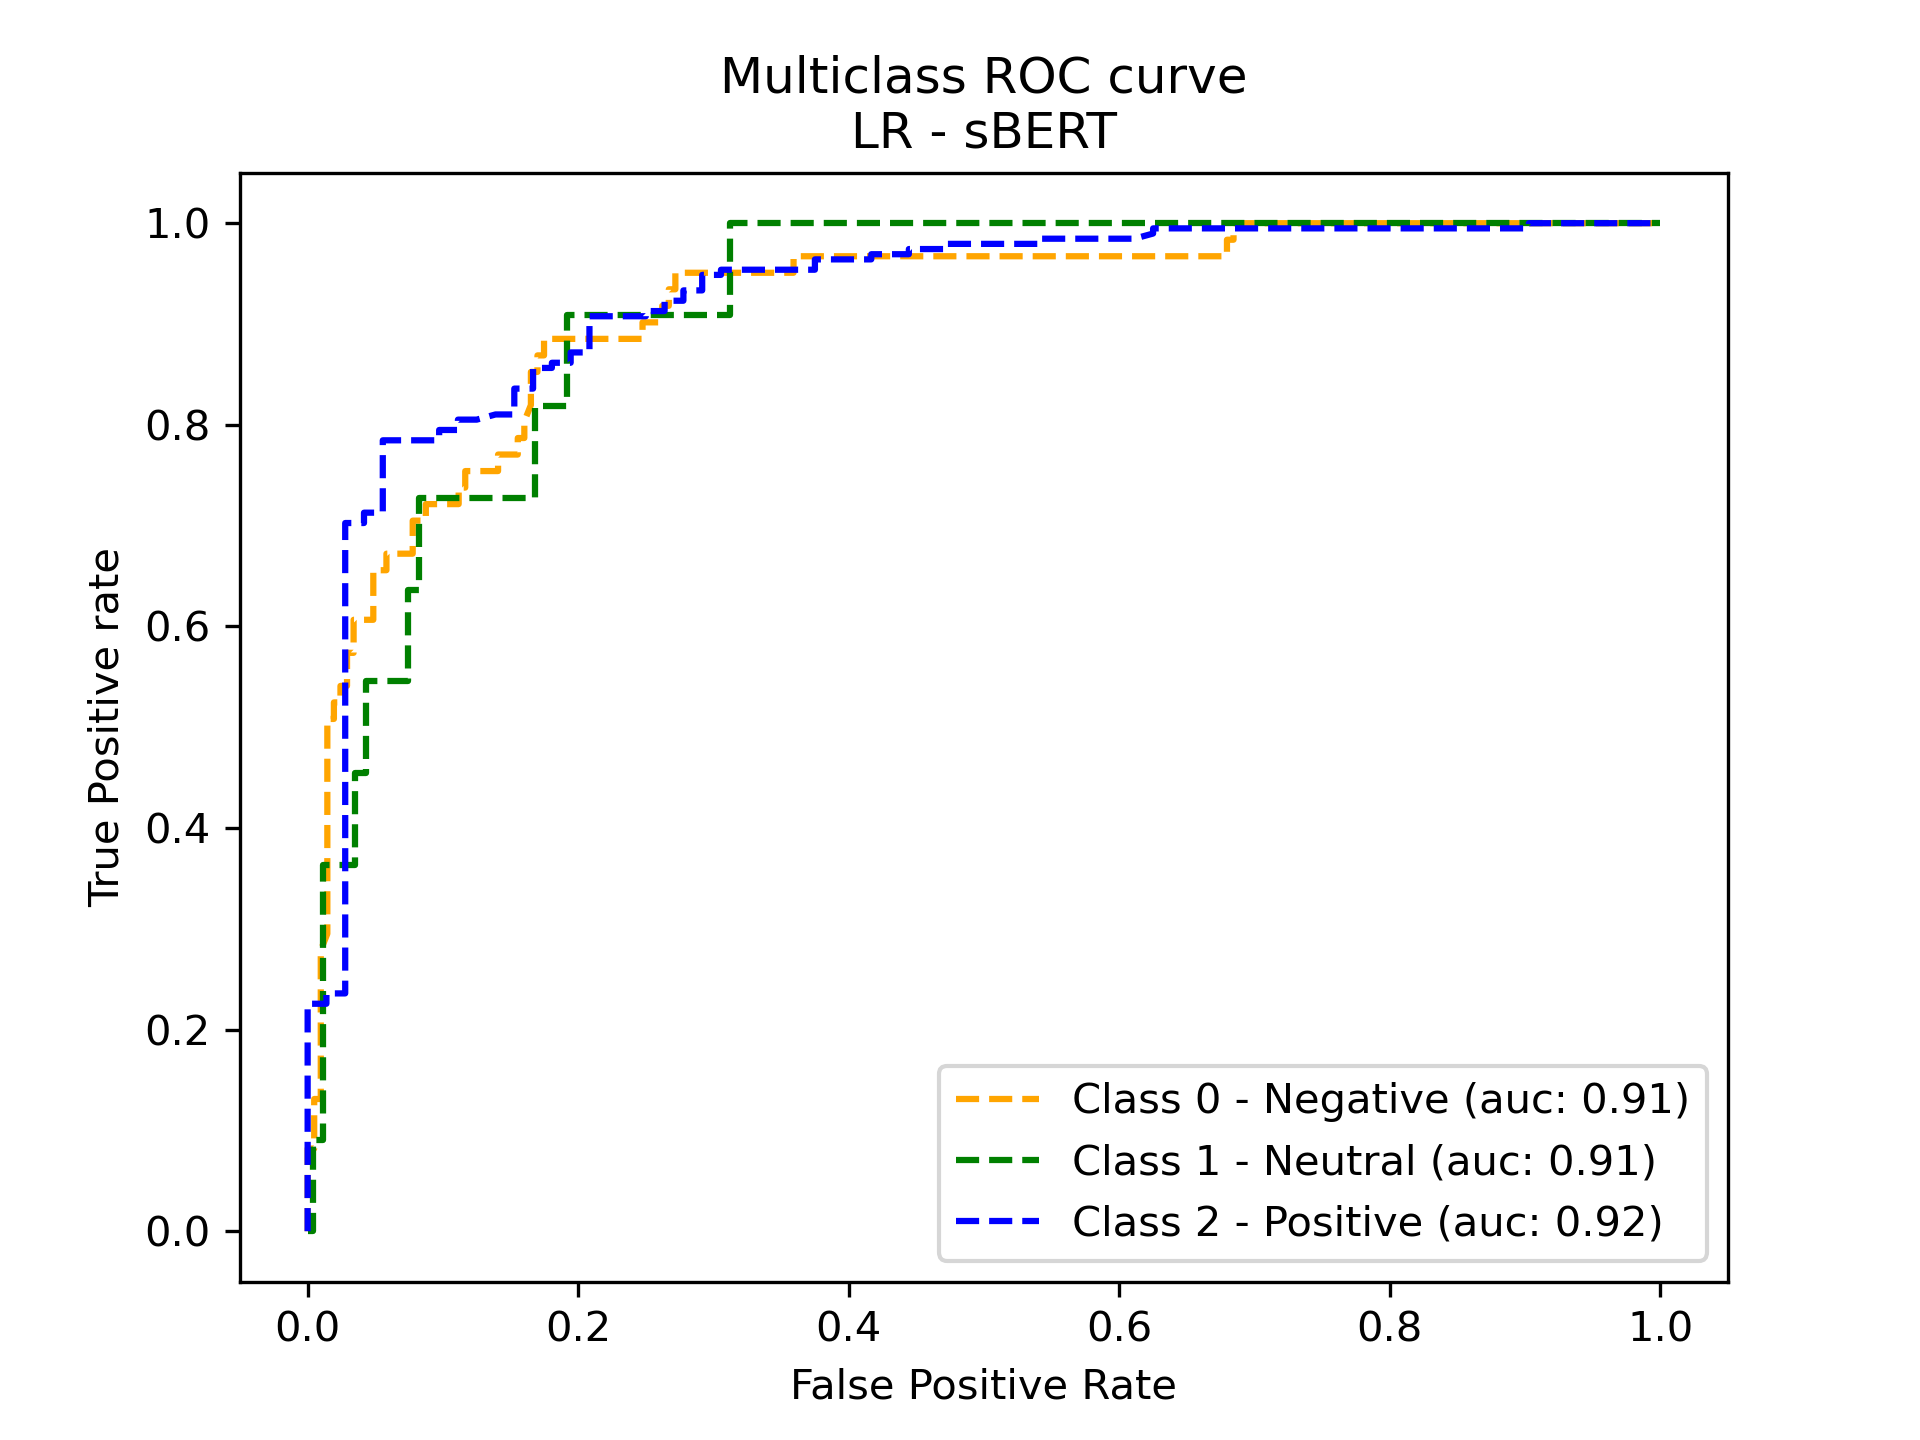 Multiclass ROC curve
LR - sBERT
True Positive rate
1.0
0.8
0.6
0.4
0.2
0.0
Class 0 - Negative (auc: 0.91)
Class 1 - Neutral (auc: 0.91)
Class 2 - Positive (auc: 0.92)
0.0 0.2 0.4 0.6 0.8 1.0
False Positive Rate